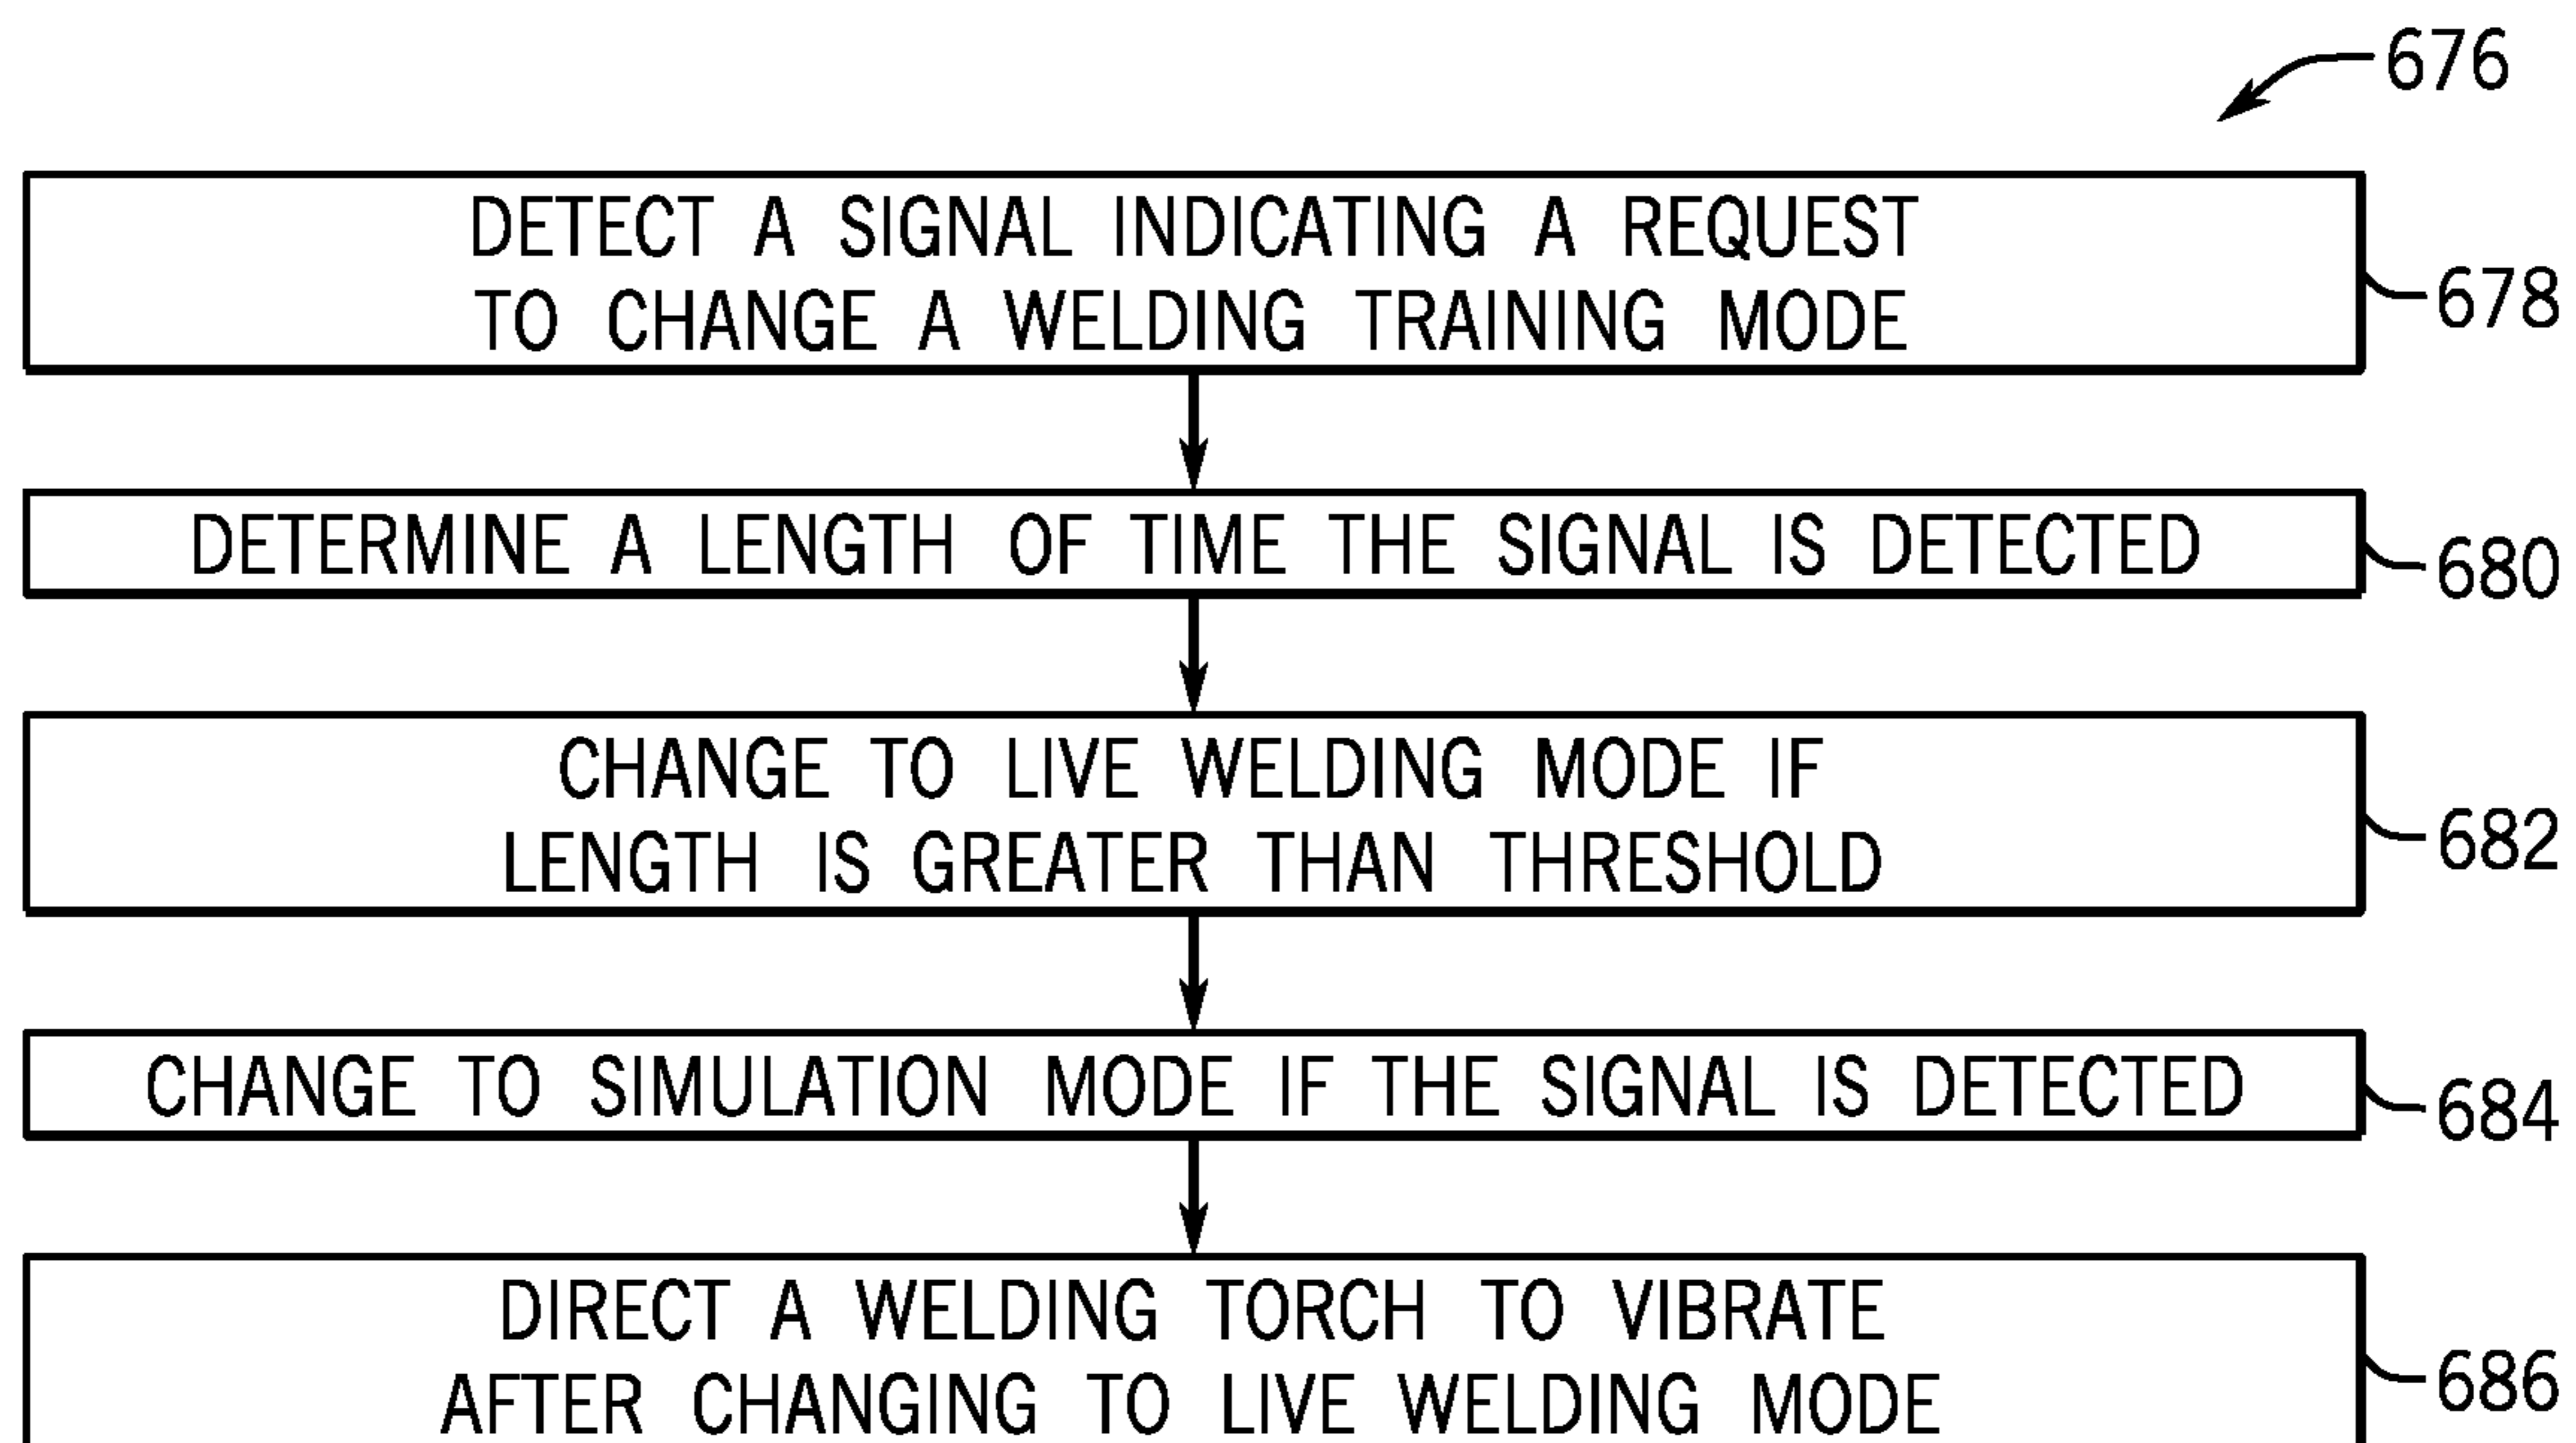 676
DETECT A SIGNAL INDICATING A REQUEST
TO CHANGE A WELDING TRAINING MODE
678
DETERMINE A LENGTH OF TIME THE SIGNAL IS DETECTED
680
CHANGE TO LIVE WELDING MODE IF
LENGTH IS GREATER THAN THRESHOLD
682
CHANGE TO SIMULATION MODE IF THE SIGNAL IS DETECTED
684
DIRECT A WELDING TORCH TO VIBRATE
AFTER CHANGING TO LIVE WELDING MODE
686